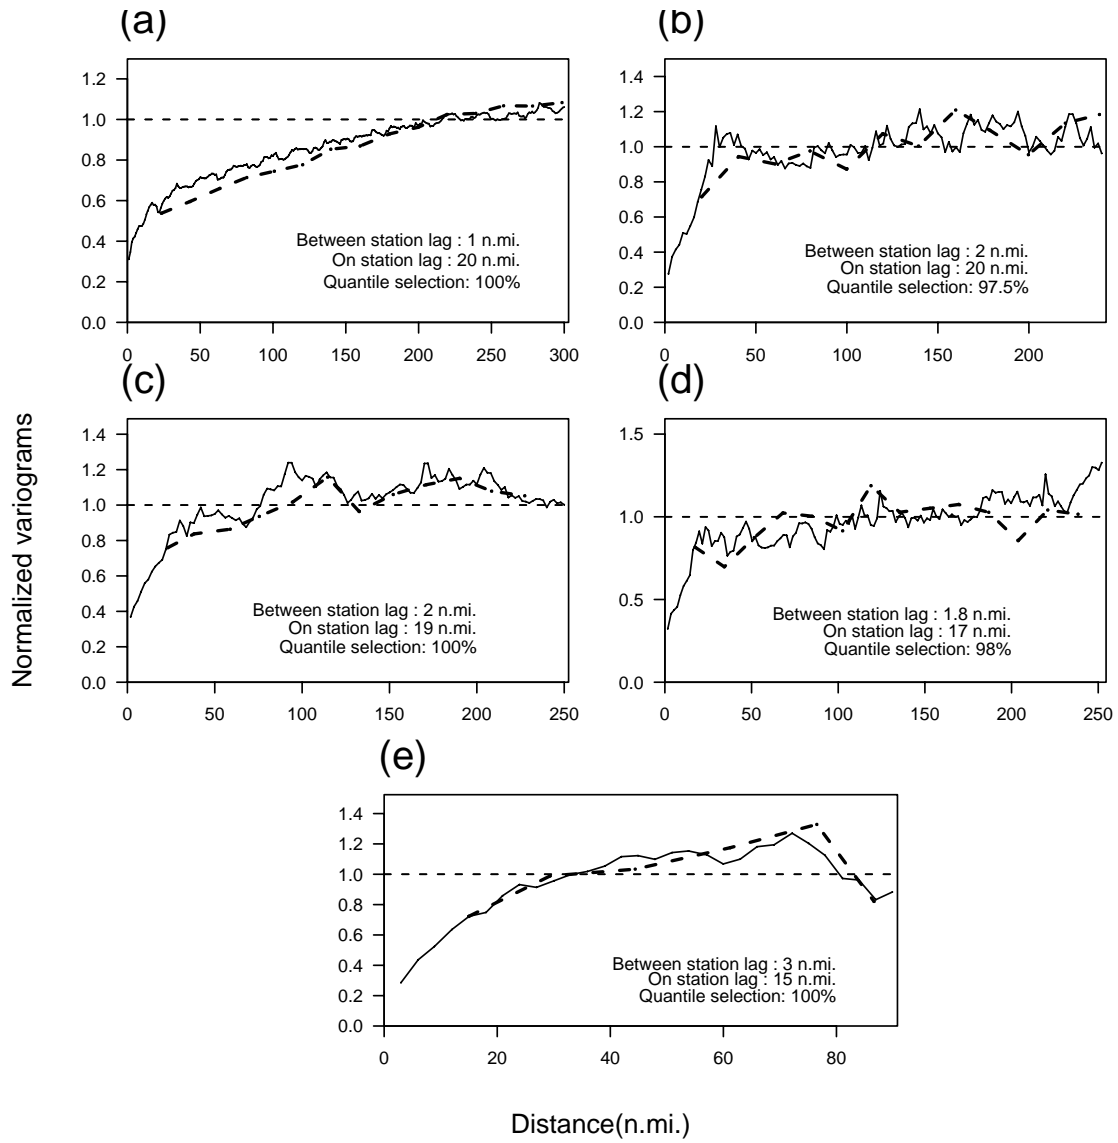 (a)
1.2
1.0
0.8
0.6
0.4
0.2
0.0
Between station lag : 1 n.mi.
On station lag : 20 n.mi.
Quantile selection: 100%
0 50 100 150 200 250 300
(b)
1.4
1.2
1.0
0.8
0.6
0.4
0.2
0.0
Between station lag : 2 n.mi.
On station lag : 20 n.mi.
Quantile selection: 97.5%
0 50 100 150 200
Normalized variograms
(c)
1.4
1.2
1.0
0.8
0.6
0.4
0.2
0.0
Between station lag : 2 n.mi.
On station lag : 19 n.mi.
Quantile selection: 100%
0 50 100 150 200 250
(d)
1.5
1.0
0.5
0.0
Between station lag : 1.8 n.mi.
On station lag : 17 n.mi.
Quantile selection: 98%
0 50 100 150 200 250
(e)
1.4
1.2
1.0
0.8
0.6
0.4
0.2
0.0
Between station lag : 3 n.mi.
On station lag : 15 n.mi.
Quantile selection: 100%
0 20 40 60 80
Distance(n.mi.)